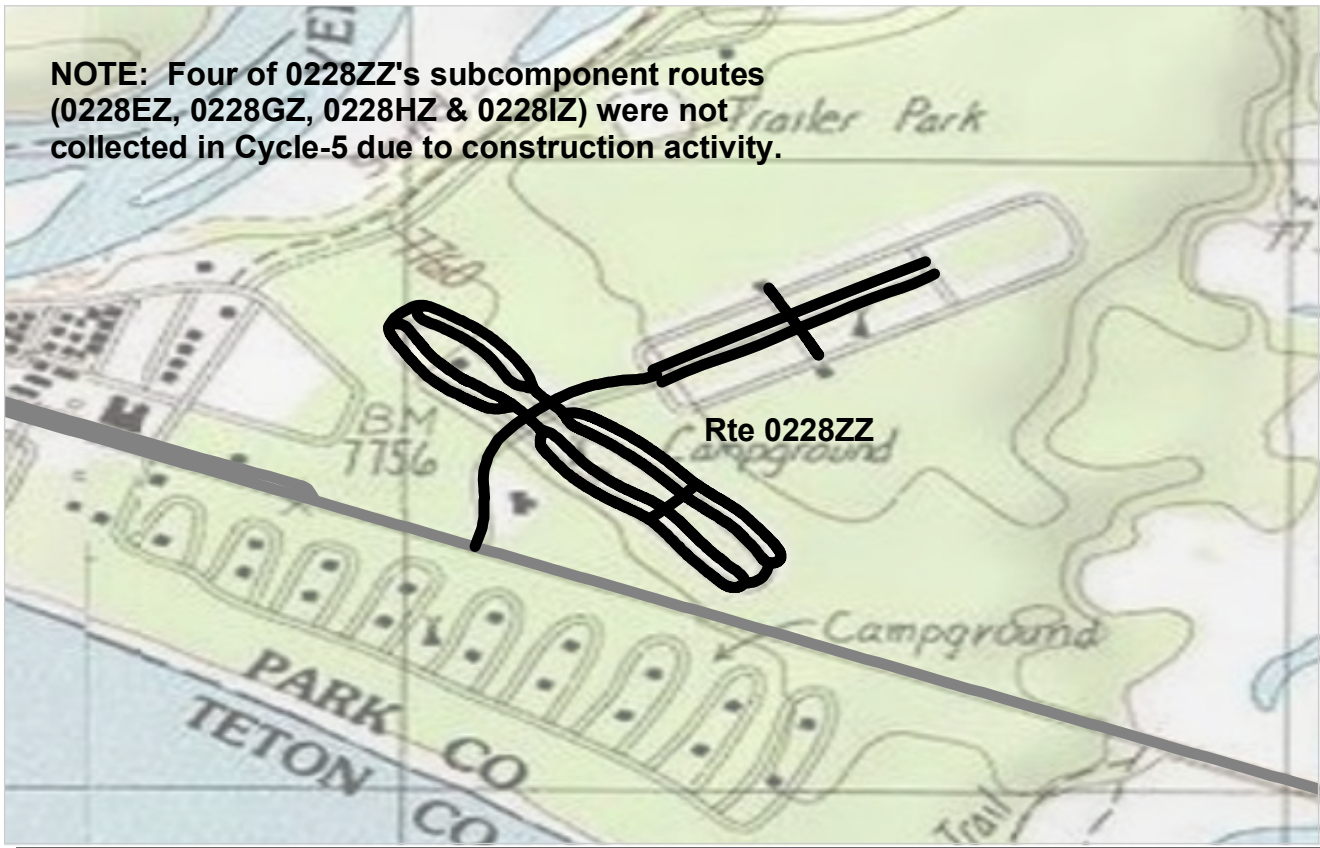 NOTE: Four of 0228ZZ's subcomponent routes
(0228EZ, 0228GZ, 0228HZ & 0228IZ) were not
collected in Cycle-5 due to construction activity.
Trailer Park
7760
BM
7756
Rte 0228ZZ
Campground
Campground
PARK CO
TETON CO
Trail